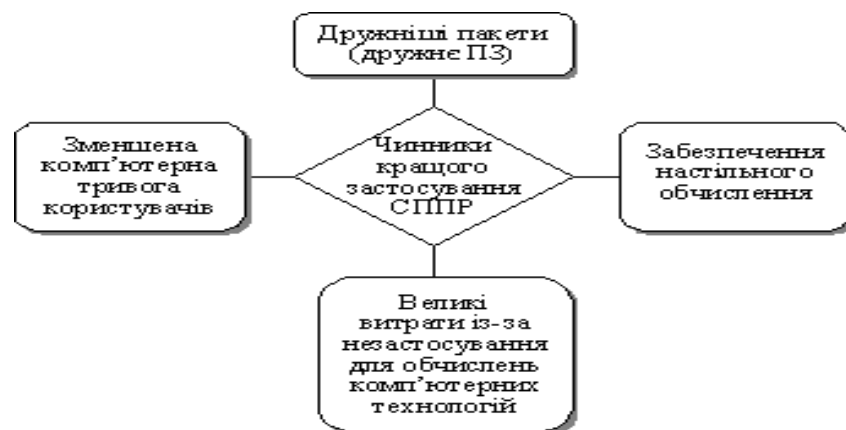 Дружніші пакети
(дружнє ПЗ)
Зменшена
комп’ютерна
тривога
користувачів
Чинники
кращого
застосування
СППР
Забезпечення
настільного
обчислення
Великі
витрати із-за
незастосування
для обчислень
комп’ютерних
технологій